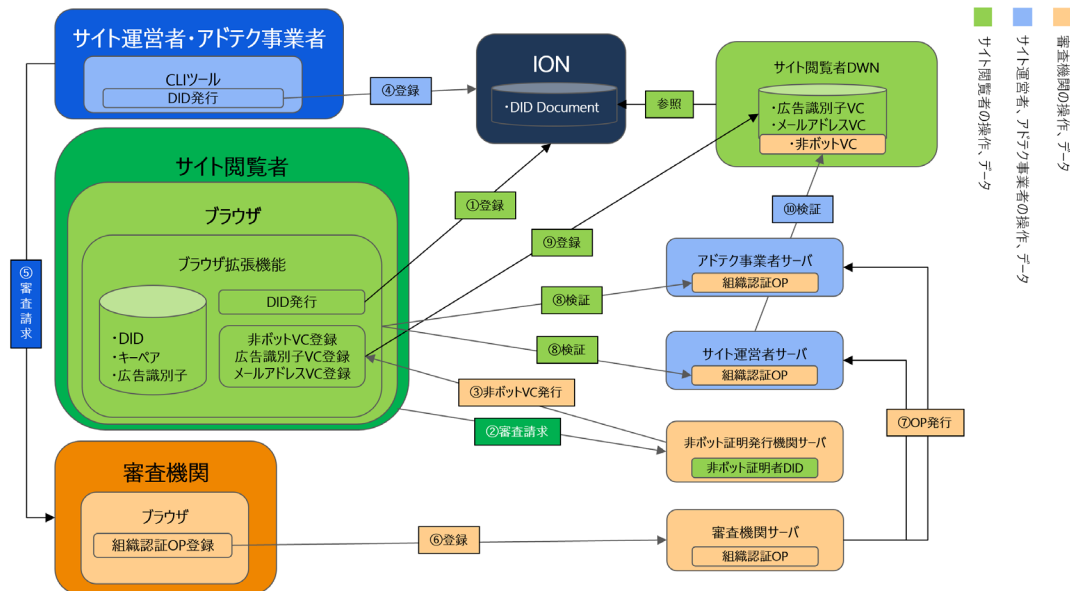 サイト運営者・アドテク事業者
CLIツール
DID発行
④登録
ION
・DID Document
参照
サイト閲覧者DWN
・広告識別子VC
・メールアドレスVC
・非ボットVC
審査機関の操作、データ
サイト運営者、アドテク事業者の操作、データ
サイト閲覧者の操作、データ
サイト閲覧者
ブラウザ
ブラウザ拡張機能
DID発行
・DID
・キーペア
・広告識別子
非ボットVC登録
広告識別子VC登録
メールアドレスVC登録
①登録
⑨登録
⑩検証
⑧検証
⑧検証
③非ボットVC発行
②審査請求
⑤審査請求
アドテク事業者サーバ
組織認証OP
サイト運営者サーバ
組織認証OP
⑦OP発行
非ボット証明発行機関サーバ
非ボット証明者DID
審査機関
ブラウザ
組織認証OP登録
⑥登録
審査機関サーバ
組織認証OP